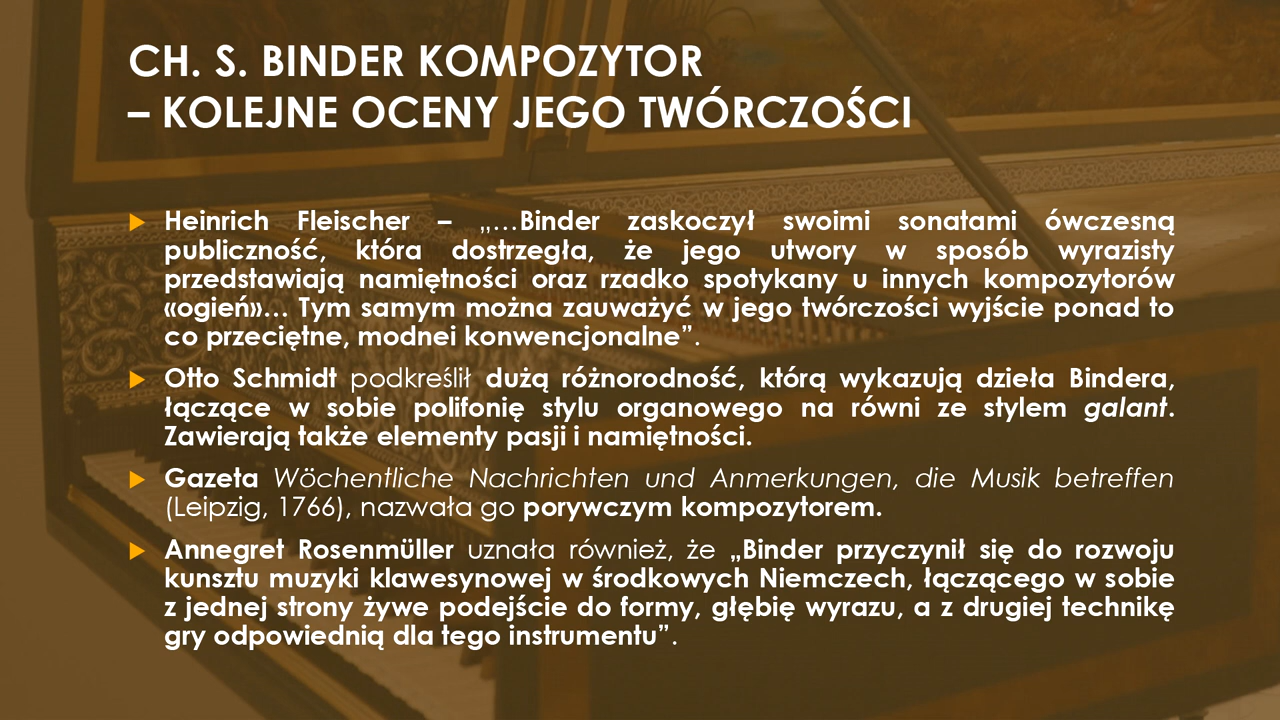 CH. S. BINDER KOMPOZYTOR
– KOLEJNE OCENY JEGO TWÓRCZOŚCI
Heinrich Fleischer – „…Binder zaskoczył swoimi sonatami ówczesną
publiczność, która dostrzegła, że jego utwory w sposób wyrazisty
przedstawiają namiętności oraz rzadko spotykany u innych kompozytorów
«ogień»… Tym samym można zauważyć w jego twórczości wyjście ponad to
co przeciętne, modnei konwencjonalne”.
Otto Schmidt podkreślił dużą różnorodność, którą wykazują dzieła Bindera,
łączące w sobie polifonię stylu organowego na równi ze stylem galant.
Zawierają także elementy pasji i namiętności.
Gazeta Wöchentliche Nachrichten und Anmerkungen, die Musik betreffen
(Leipzig, 1766), nazwała go porywczym kompozytorem.
Annegret Rosenmüller uznała również, że „Binder przyczynił się do rozwoju
kunsztu muzyki klawesynowej w środkowych Niemczech, łączącego w sobie
z jednej strony żywe podejście do formy, głębię wyrazu, a z drugiej technikę
gry odpowiednią dla tego instrumentu”.